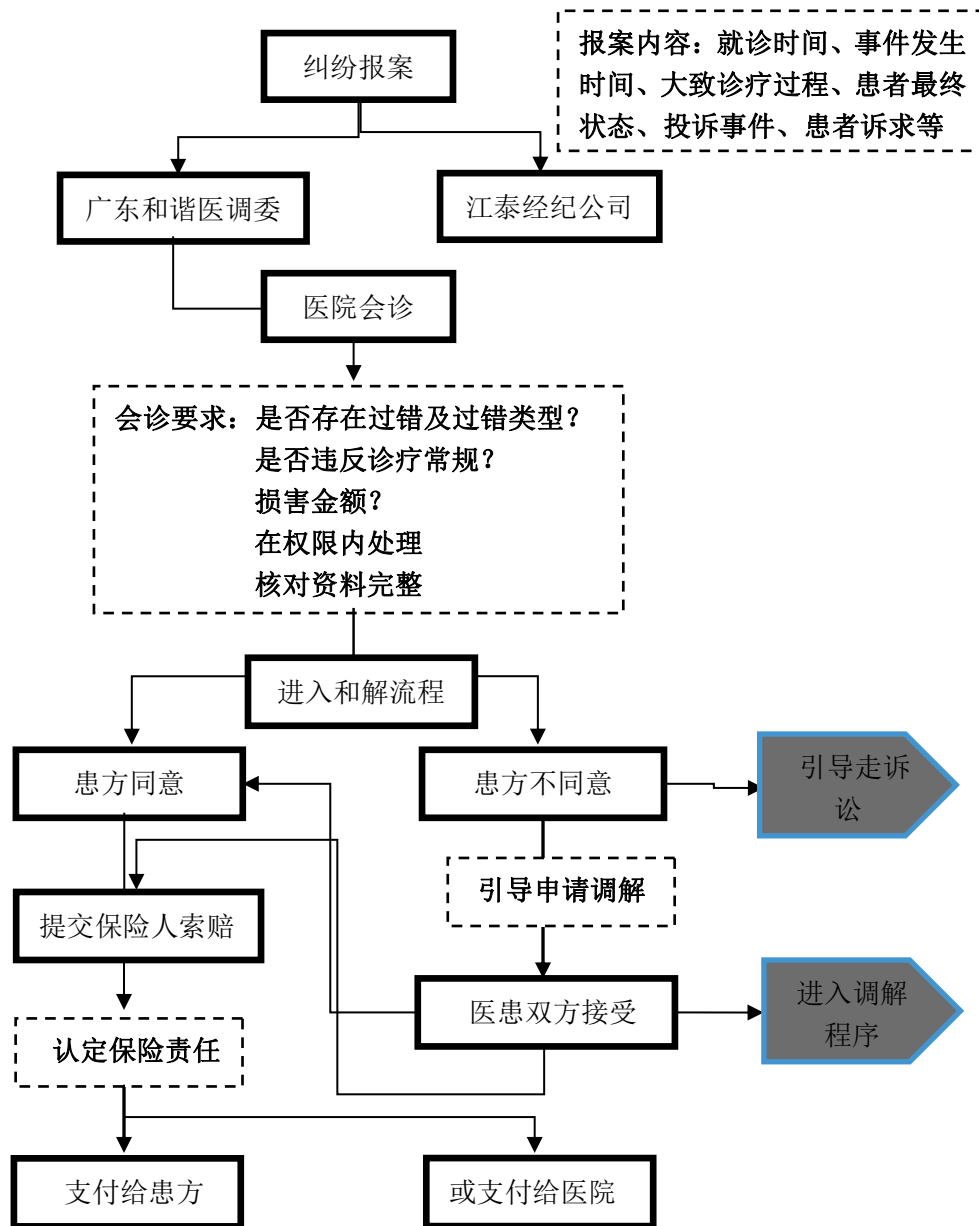 纠纷报案
报案内容：就诊时间、事件发生
时间、大致诊疗过程、患者最终
状态、投诉事件、患者诉求等
广东和谐医调委
江泰经纪公司
医院会诊
会诊要求：是否存在过错及过错类型？
是否违反诊疗常规？
损害金额？
在权限内处理
核对资料完整
进入和解流程
患方同意
患方不同意
引导走诉
讼
引导申请调解
提交保险人索赔
医患双方接受
进入调解
程序
认定保险责任
支付给患方
或支付给医院